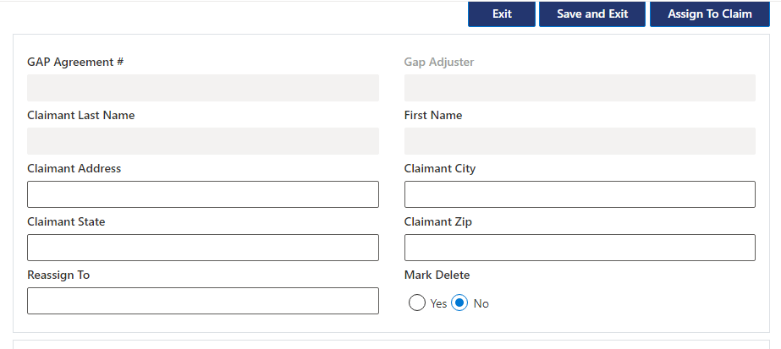 Exit Save and Exit Assign To Claim
GAP Agreement # Gap Adjuster
Claimant Last Name First Name
Claimant Address Claimant City
Claimant State Claimant Zip
Reassign To Mark Delete
Yes No